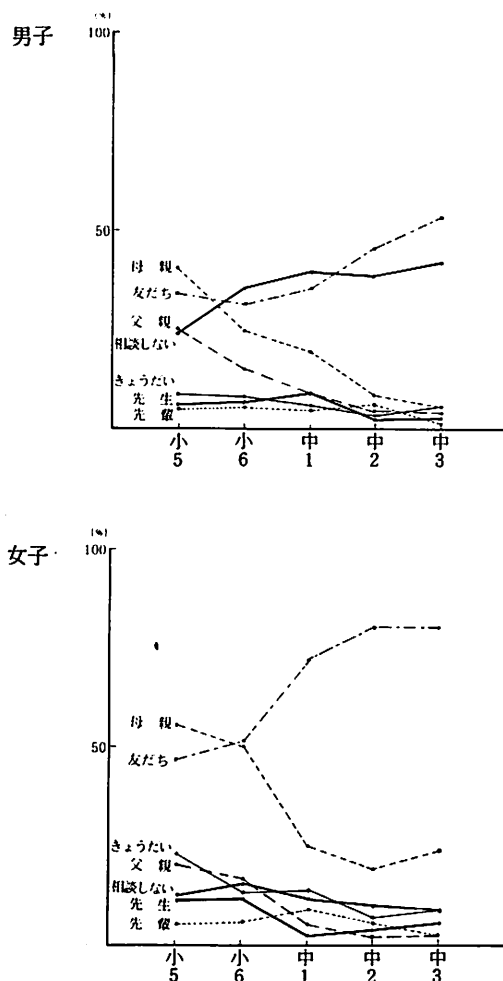 (%)
男子
100
50
母親
友だち
父親
相談しない
きょうだい
先生
先輩
小5
小6
中1
中2
中3
(%)
女子
100
50
母親
友だち
きょうだい
父親
相談しない
先生
先輩
小5
小6
中1
中2
中3